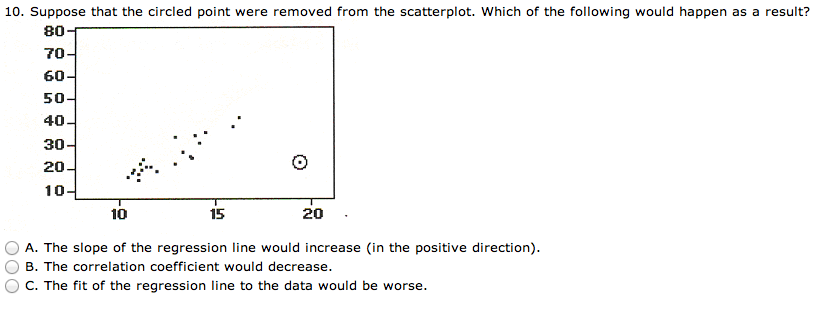 10. Suppose that the circled point were removed from the scatterplot. Which of the following would happen as a result?
80
70
60
50
40
30
20
10
10 15 20
A. The slope of the regression line would increase (in the positive direction).
B. The correlation coefficient would decrease.
C. The fit of the regression line to the data would be worse.